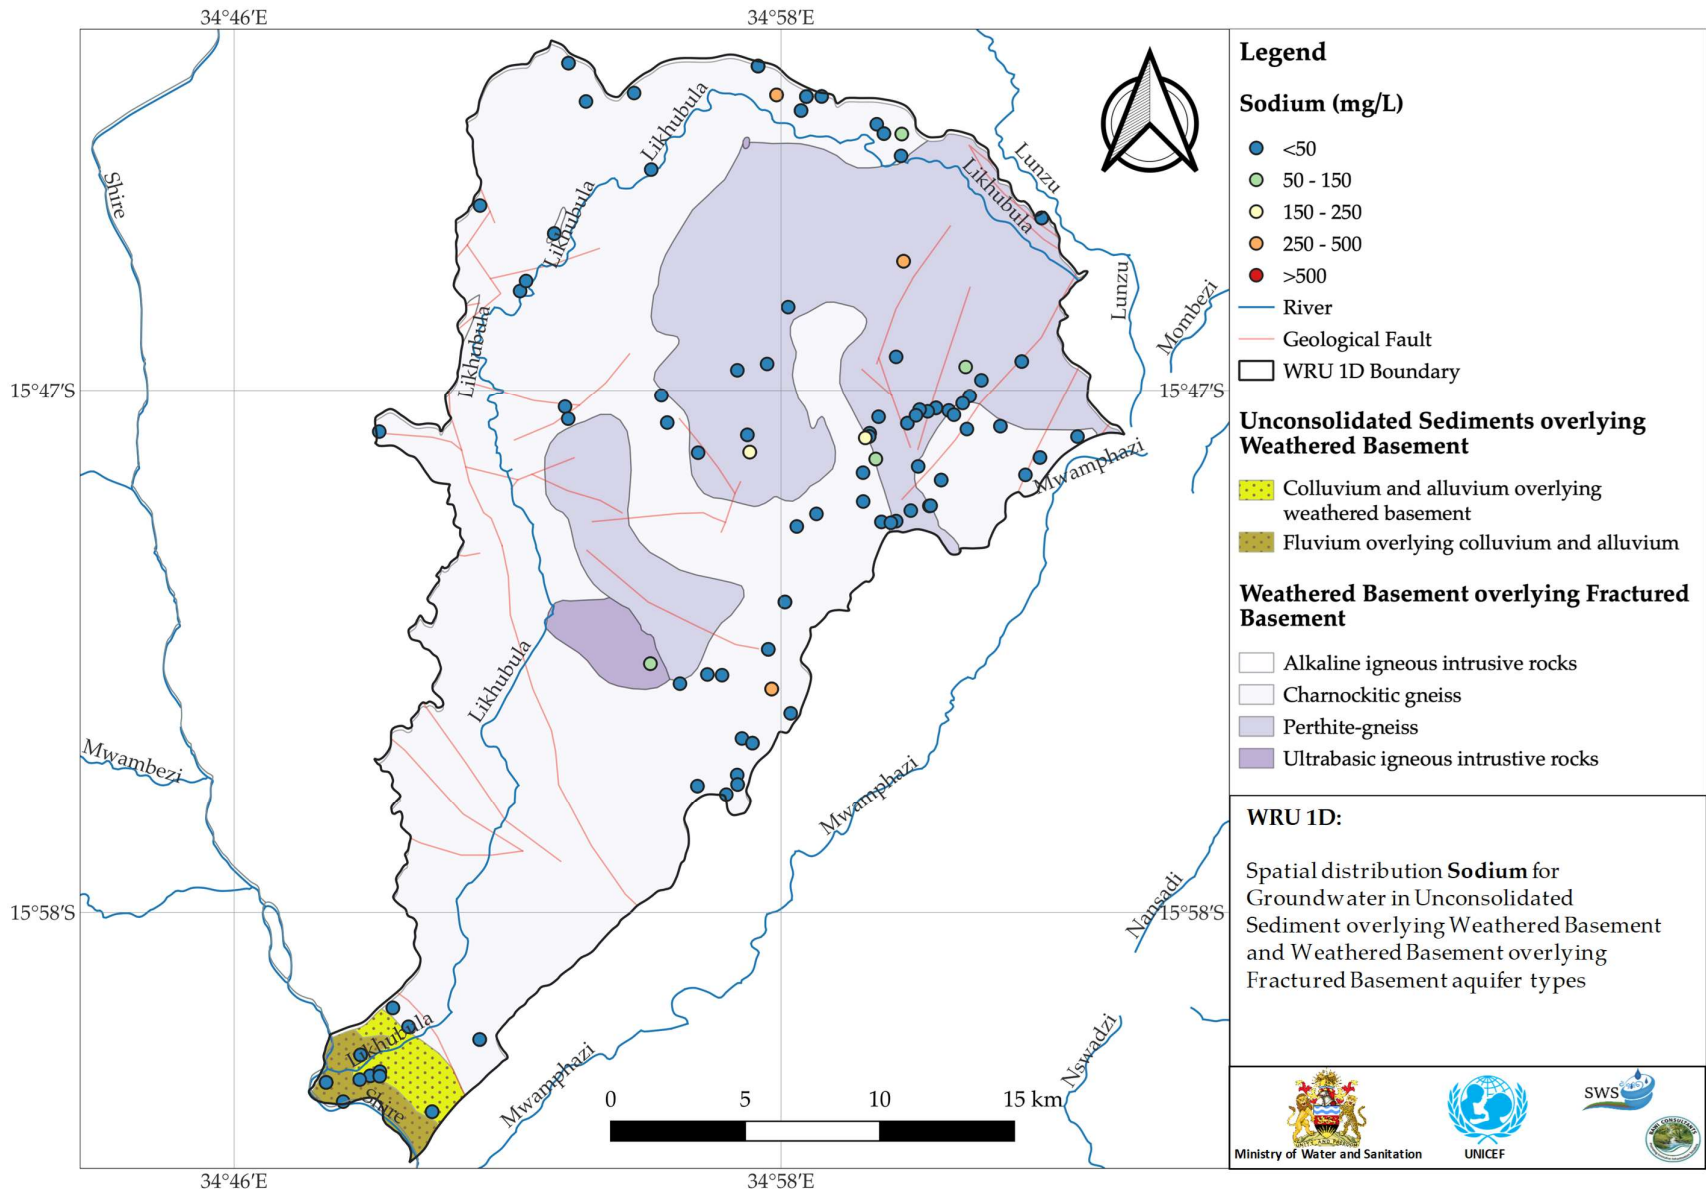 34°46′E
34°58′E
Shire
Likhubula
Likhubula
Likhubula
Likhubula
Likhubula
Likhubula
Lunzu
Lunzu
Mombezi
15°47′S
15°47′S
Mwamphazi
Mwambezi
Mwamphazi
Mwamphazi
Nansadi
15°58′S
15°58′S
Nswadzi
Shire
0 5 10 15 km
34°46′E
34°58′E
Legend
Sodium (mg/L)
<50
50 - 150
150 - 250
250 - 500
>500
River
Geological Fault
WRU 1D Boundary
Unconsolidated Sediments overlying
Weathered Basement
Colluvium and alluvium overlying
weathered basement
Fluvium overlying colluvium and alluvium
Weathered Basement overlying Fractured
Basement
Alkaline igneous intrusive rocks
Charnockitic gneiss
Perthite-gneiss
Ultrabasic igneous intrustive rocks
WRU 1D:
Spatial distribution Sodium for
Groundwater in Unconsolidated
Sediment overlying Weathered Basement
and Weathered Basement overlying
Fractured Basement aquifer types
Ministry of Water and Sanitation
UNICEF
SWS